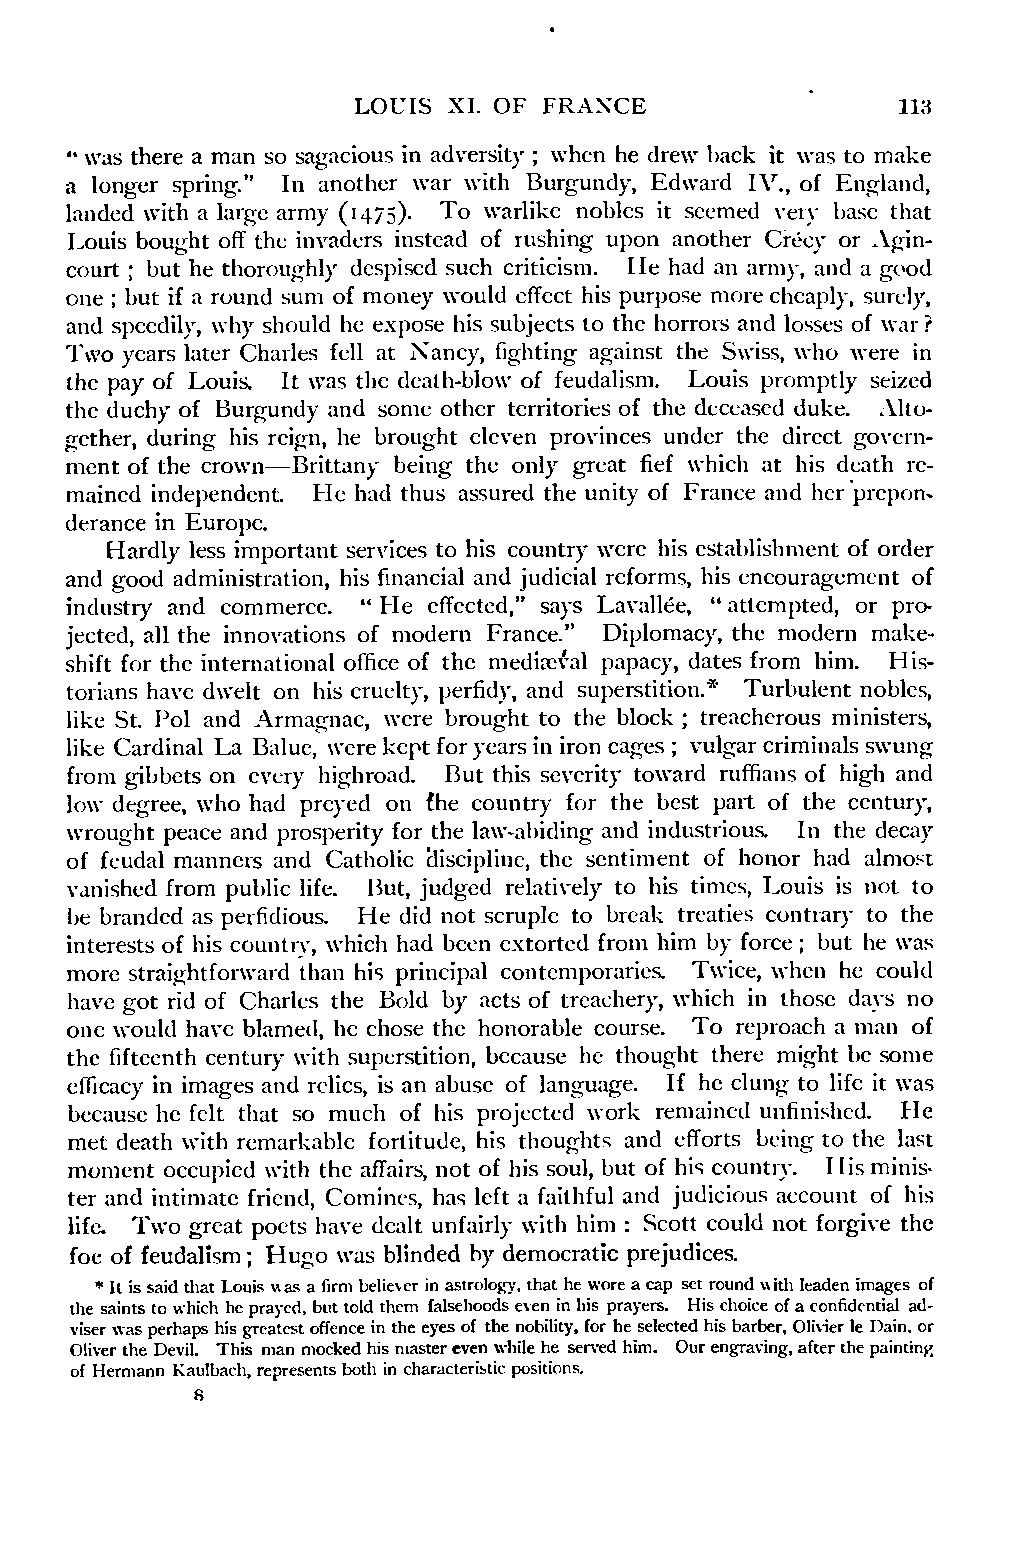 LOUIS XI. OF FRANCE 113
“ was there a man so sagacious in adversity ; when he drew back it was to make
a longer spring.” In another war with Burgundy, Edward IV., of England,
landed with a large army (1475). To warlike nobles it seemed very base that
Louis bought off the invaders instead of rushing upon another Crécy or Agin-
court ; but he thoroughly despised such criticism. He had an army, and a good
one ; but if a round sum of money would effect his purpose more cheaply, surely,
and speedily, why should he expose his subjects to the horrors and losses of war ?
Two years later Charles fell at Nancy, fighting against the Swiss, who were in
the pay of Louis. It was the death-blow of feudalism. Louis promptly seized
the duchy of Burgundy and some other territories of the deceased duke. Alto-
gether, during his reign, he brought eleven provinces under the direct govern-
ment of the crown—Brittany being the only great fief which at his death re-
mained independent. He had thus assured the unity of France and her prepon-
derance in Europe.
Hardly less important services to his country were his establishment of order
and good administration, his financial and judicial reforms, his encouragement of
industry and commerce. “ He effected,” says Lavallée, “ attempted, or pro-
jected, all the innovations of modern France.” Diplomacy, the modern make-
shift for the international office of the mediæval papacy, dates from him. His-
torians have dwelt on his cruelty, perfidy, and superstition.* Turbulent nobles,
like St. Pol and Armagnac, were brought to the block ; treacherous ministers,
like Cardinal La Balue, were kept for years in iron cages ; vulgar criminals swung
from gibbets on every highroad. But this severity toward ruffians of high and
low degree, who had preyed on the country for the best part of the century,
wrought peace and prosperity for the law-abiding and industrious. In the decay
of feudal manners and Catholic discipline, the sentiment of honor had almost
vanished from public life. But, judged relatively to his times, Louis is not to
be branded as perfidious. He did not scruple to break treaties contrary to the
interests of his country, which had been extorted from him by force ; but he was
more straightforward than his principal contemporaries. Twice, when he could
have got rid of Charles the Bold by acts of treachery, which in those days no
one would have blamed, he chose the honorable course. To reproach a man of
the fifteenth century with superstition, because he thought there might be some
efficacy in images and relics, is an abuse of language. If he clung to life it was
because he felt that so much of his projected work remained unfinished. He
met death with remarkable fortitude, his thoughts and efforts being to the last
moment occupied with the affairs, not of his soul, but of his country. His minis-
ter and intimate friend, Comines, has left a faithful and judicious account of his
life. Two great poets have dealt unfairly with him : Scott could not forgive the
foe of feudalism ; Hugo was blinded by democratic prejudices.
* It is said that Louis was a firm believer in astrology, that he wore a cap set round with leaden images of
the saints to which he prayed, but told them falsehoods even in his prayers. His choice of a confidential ad-
viser was perhaps his greatest offence in the eyes of the nobility, for he selected his barber, Olivier le Dain, or
Oliver the Devil. This man mocked his master even while he served him. Our engraving, after the painting
of Hermann Kaulbach, represents both in characteristic positions.
8